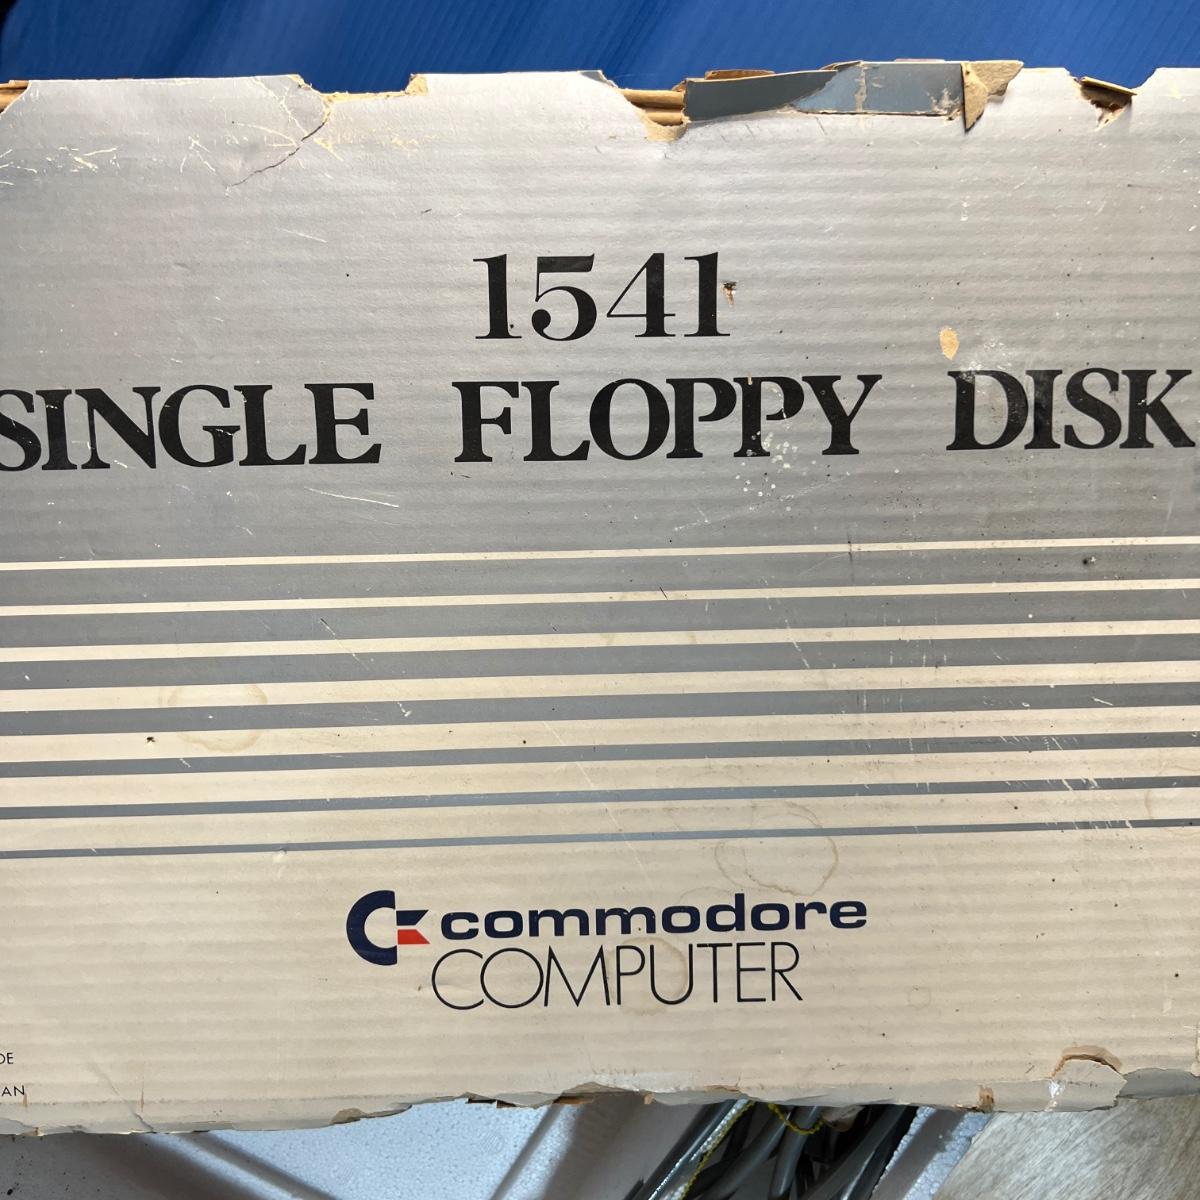 1541
SINGLE FLOPPY DISK
commodore
COMPUTER